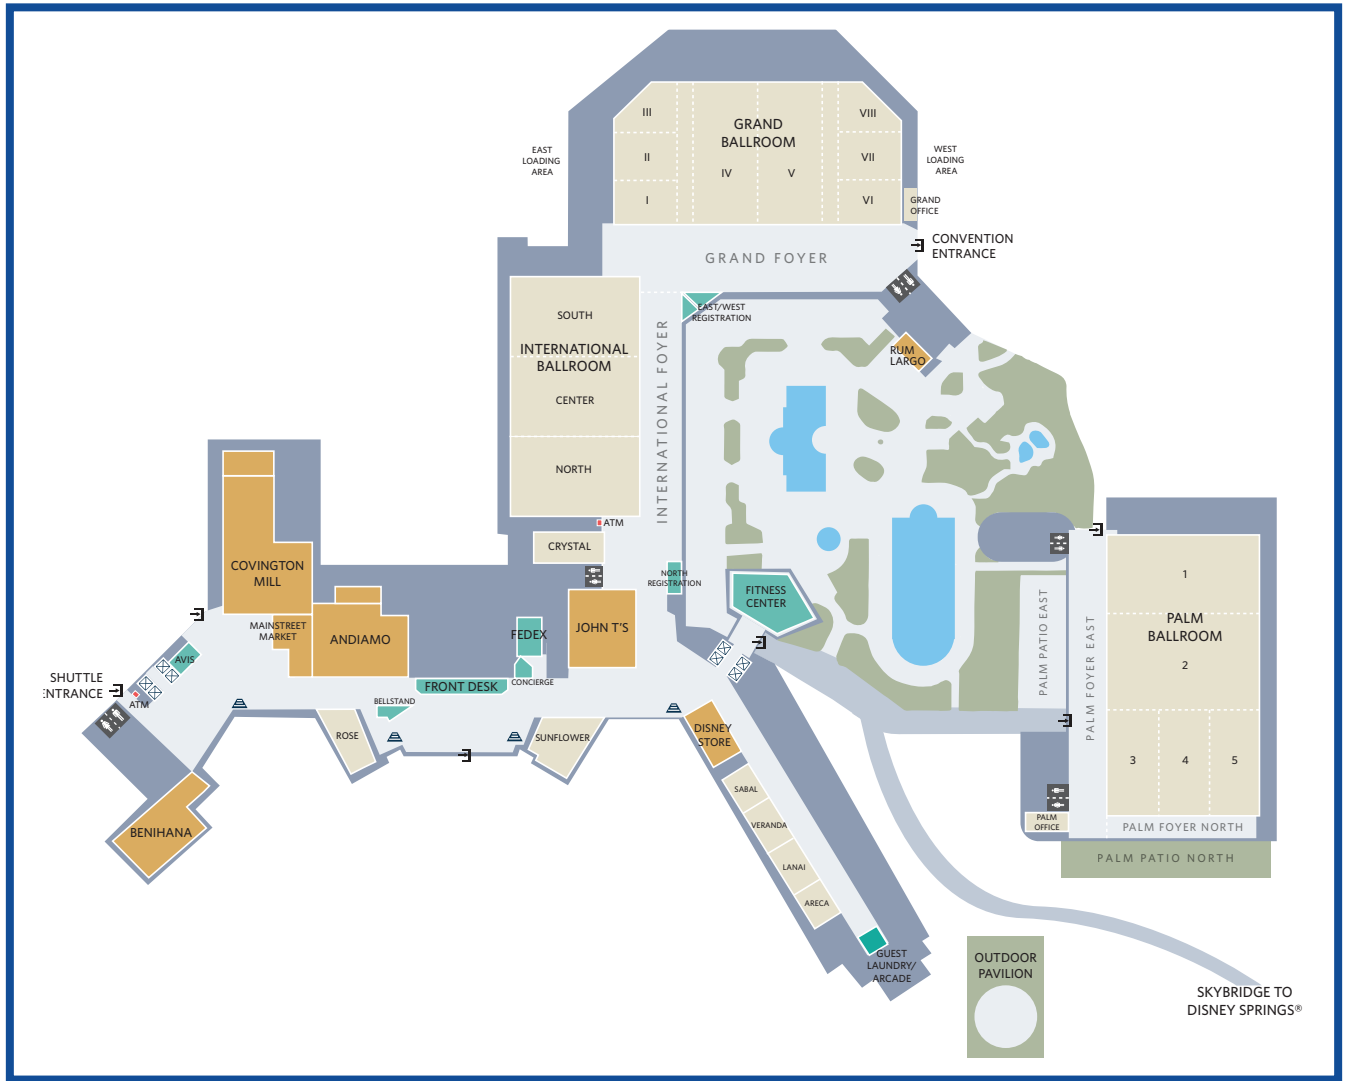 III
VIII
GRAND
BALLROOM
II
VII
IV
V
I
VI
EAST
LOADING
AREA
WEST
LOADING
AREA
GRAND
OFFICE
CONVENTION
ENTRANCE
GRAND FOYER
EAST/WEST
REGISTRATION
SOUTH
INTERNATIONAL
BALLROOM
CENTER
NORTH
INTERNATIONAL FOYER
RUM
LARGO
ATM
CRYSTAL
NORTH
REGISTRATION
FITNESS
CENTER
JOHN T'S
FEDEX
CONCIERGE
FRONT DESK
BELLSTAND
COVINGTON
MILL
MAINSTREET
MARKET
ANDIAMO
AVIS
SHUTTLE
ENTRANCE
ATM
ROSE
SUNFLOWER
BENIHANA
DISNEY
STORE
SABAL
VERANDA
LANAI
ARECA
GUEST
LAUNDRY/
ARCADE
PALM PATIO EAST
PALM FOYER EAST
1
PALM
BALLROOM
2
3
4
5
PALM
OFFICE
PALM FOYER NORTH
PALM PATIO NORTH
OUTDOOR
PAVILION
SKYBRIDGE TO
DISNEY SPRINGS®